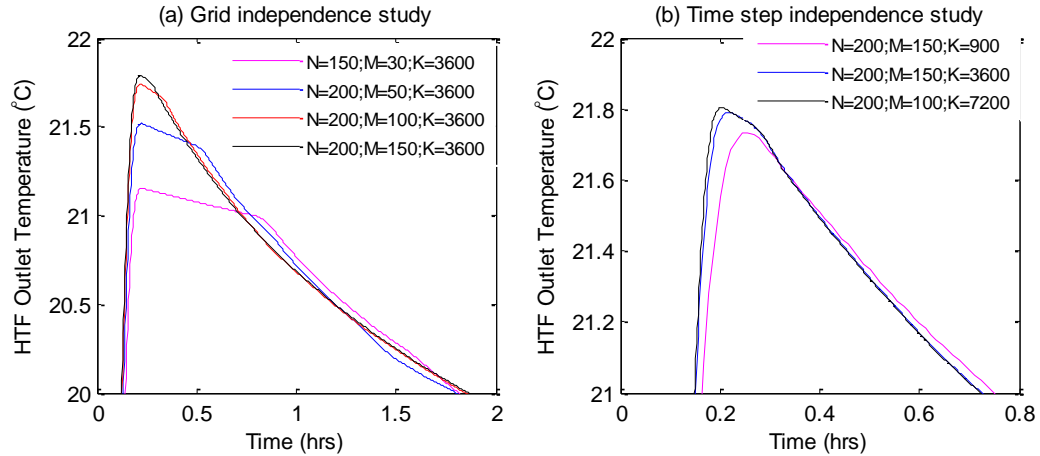 (a) Grid independence study
HTF Outlet Temperature (°C)
22
21.5
21
20.5
20
0
0.5
1
1.5
2
Time (hrs)
N=150;M=30;K=3600
N=200;M=50;K=3600
N=200;M=100;K=3600
N=200;M=150;K=3600
(b) Time step independence study
HTF Outlet Temperature (°C)
22
21.8
21.6
21.4
21.2
21
0
0.2
0.4
0.6
0.8
Time (hrs)
N=200;M=150;K=900
N=200;M=150;K=3600
N=200;M=100;K=7200